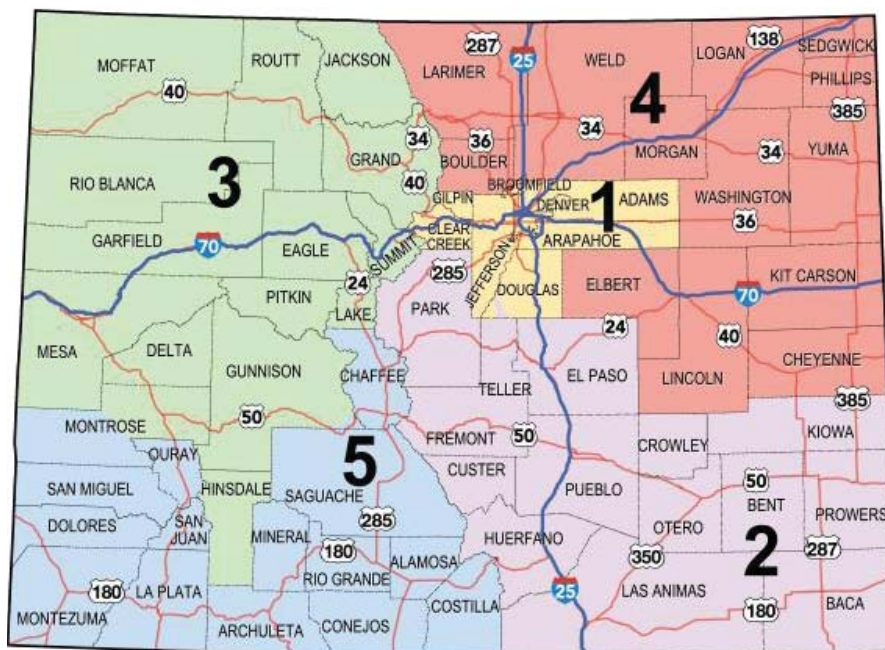 MOFFAT
ROUTT
JACKSON
LARIMER
287
25
WELD
LOGAN
138
SEDGWICK
PHILLIPS
385
40
4
34
GRAND
36
BOULDER
34
MORGAN
34
YUMA
RIO BLANCA
3
40
GILPIN
BROOMFIELD
DENVER
1
ADAMS
WASHINGTON
36
GARFIELD
70
EAGLE
SUMMIT
CLEAR
CREEK
ARAPAHOE
285
JEFFERSON
DOUGLAS
ELBERT
KIT CARSON
70
PITKIN
24
LAKE
PARK
24
40
MESA
DELTA
GUNNISON
CHAFFEE
TELLER
EL PASO
LINCOLN
CHEYENNE
385
MONTROSE
50
FREMONT
50
CROWLEY
KIOWA
OURAY
5
CUSTER
SAN MIGUEL
HINSDALE
SAGUACHE
PUEBLO
50
BENT
PROWERS
DOLORES
SAN
JUAN
MINERAL
285
HUERFANO
OTERO
2
180
RIO GRANDE
ALAMOSA
350
287
180
LA PLATA
25
LAS ANIMAS
180
BACA
MONTEZUMA
ARCHULETA
CONEJOS
COSTILLA